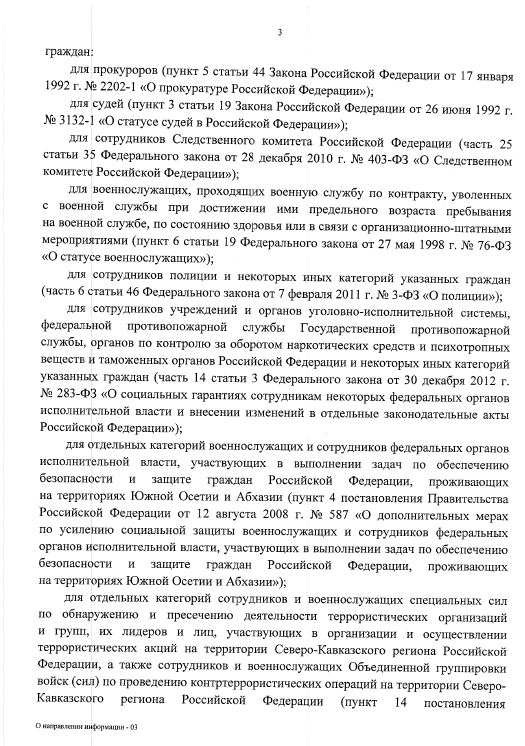 3
граждан:
для прокуроров (пункт 5 статьи 44 Закона Российской Федерации от 17 января
1992 г. № 2202-1 «О прокуратуре Российской Федерации»);
для судей (пункт 3 статьи 19 Закона Российской Федерации от 26 июня 1992 г.
№ 3132-1 «О статусе судей в Российской Федерации»);
для сотрудников Следственного комитета Российской Федерации (часть 25
статьи 35 Федерального закона от 28 декабря 2010 г. № 403-ФЗ «О Следственном
комитете Российской Федерации»);
для военнослужащих, проходящих военную службу по контракту, уволенных
с военной службы при достижении ими предельного возраста пребывания
на военной службе, по состоянию здоровья или в связи с организационно-штатными
мероприятиями (пункт 6 статьи 19 Федерального закона от 27 мая 1998 г. № 76-ФЗ
«О статусе военнослужащих»);
для сотрудников полиции и некоторых иных категорий указанных граждан
(часть 6 статьи 46 Федерального закона от 7 февраля 2011 г. № 3-ФЗ «О полиции»);
для сотрудников учреждений и органов уголовно-исполнительной системы,
федеральной противопожарной службы Государственной противопожарной
службы, органов по контролю за оборотом наркотических средств и психотропных
веществ и таможенных органов Российской Федерации и некоторых иных категорий
указанных граждан (часть 14 статьи 3 Федерального закона от 30 декабря 2012 г.
№ 283-ФЗ «О социальных гарантиях сотрудникам некоторых федеральных органов
исполнительной власти и внесении изменений в отдельные законодательные акты
Российской Федерации»);
для отдельных категорий военнослужащих и сотрудников федеральных органов
исполнительной власти, участвующих в выполнении задач по обеспечению
безопасности и защите граждан Российской Федерации, проживающих
на территориях Южной Осетии и Абхазии (пункт 4 постановления Правительства
Российской Федерации от 12 августа 2008 г. № 587 «О дополнительных мерах
по усилению социальной защиты военнослужащих и сотрудников федеральных
органов исполнительной власти, участвующих в выполнении задач по обеспечению
безопасности и защите граждан Российской Федерации, проживающих
на территориях Южной Осетии и Абхазии»);
для отдельных категорий сотрудников и военнослужащих специальных сил
по обнаружению и пресечению деятельности террористических организаций
и групп, их лидеров и лиц, участвующих в организации и осуществлении
террористических акций на территории Северо-Кавказского региона Российской
Федерации, а также сотрудников и военнослужащих Объединенной группировки
войск (сил) по проведению контртеррористических операций на территории Северо-
Кавказского региона Российской Федерации (пункт 14 постановления
О направлении информации - 03